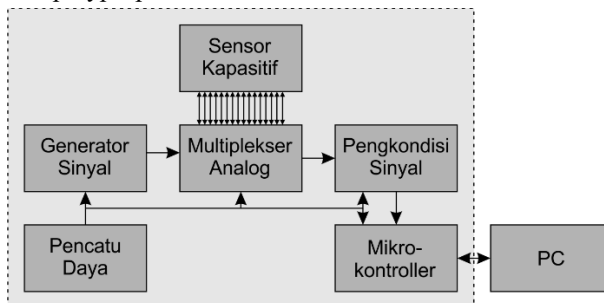 Sensor
Kapasitif
Generator
Sinyal
Multiplekser
Analog
Pengkondisi
Sinyal
Pencatu
Daya
Mikro-
kontroller
PC